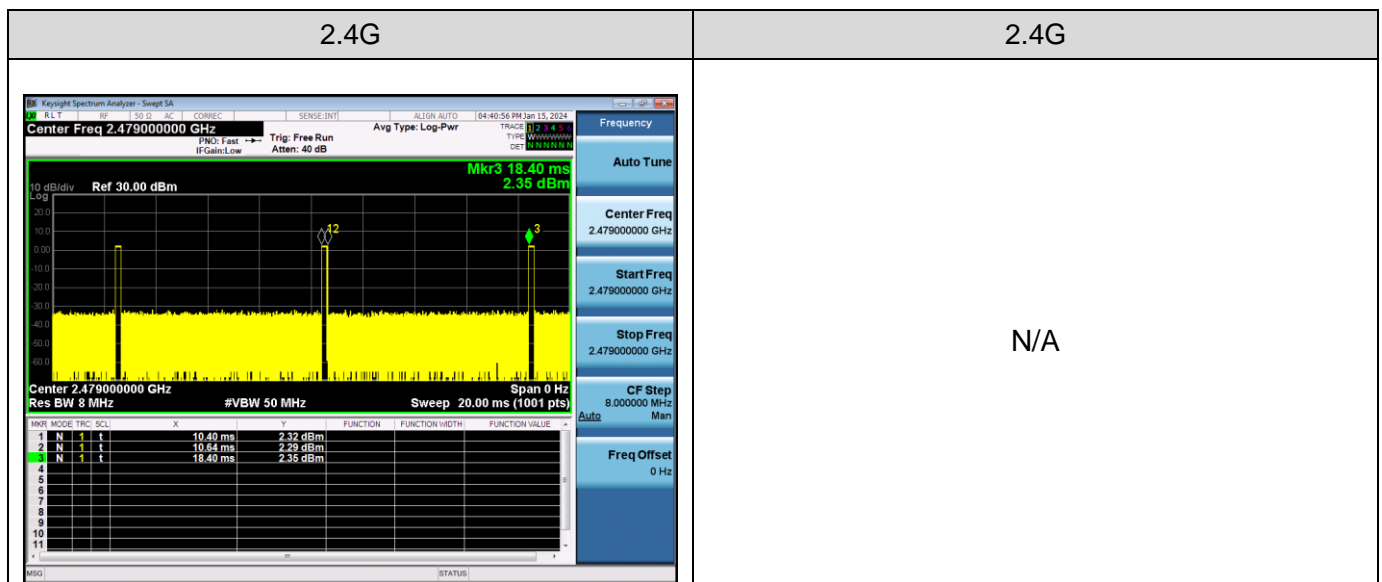 2.4G
2.4G
Keysight Spectrum Analyzer - Swept SA
RLT RF 50 Ω AC CORREC SENSE:INT ALIGN AUTO 04:40:56 PM Jan 15, 2024
Center Freq 2.479000000 GHz
PNO: Fast
IFGain:Low
Trig: Free Run
Atten: 40 dB
Avg Type: Log-Pwr
TRACE 1 2 3 4 5 6
TYPE WWWWWW
DET N N N N N N
Mkr3 18.40 ms
2.35 dBm
10 dB/div Ref 30.00 dBm
Log
20.0
10.0
0.00
-10.0
-20.0
-30.0
-40.0
-50.0
-60.0
12
3
Center 2.479000000 GHz Span 0 Hz
Res BW 8 MHz #VBW 50 MHz Sweep 20.00 ms (1001 pts)
MKR MODE TRC SCL X Y FUNCTION FUNCTION WIDTH FUNCTION VALUE
1 N 1 t 10.40 ms 2.32 dBm
2 N 1 t 10.64 ms 2.29 dBm
3 N 1 t 18.40 ms 2.35 dBm
4
5
6
7
8
9
10
11
MSG STATUS
Frequency
Auto Tune
Center Freq
2.479000000 GHz
Start Freq
2.479000000 GHz
Stop Freq
2.479000000 GHz
CF Step
8.000000 MHz
Auto Man
Freq Offset
0 Hz
N/A